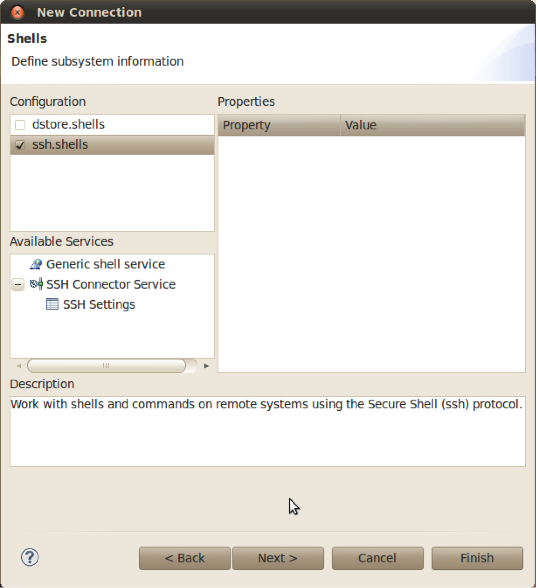 New Connection
Shells
Define subsystem information
Configuration
dstore.shells
ssh.shells
Properties
Property Value
Available Services
Generic shell service
SSH Connector Service
SSH Settings
Description
Work with shells and commands on remote systems using the Secure Shell (ssh) protocol.
?
< Back Next > Cancel Finish